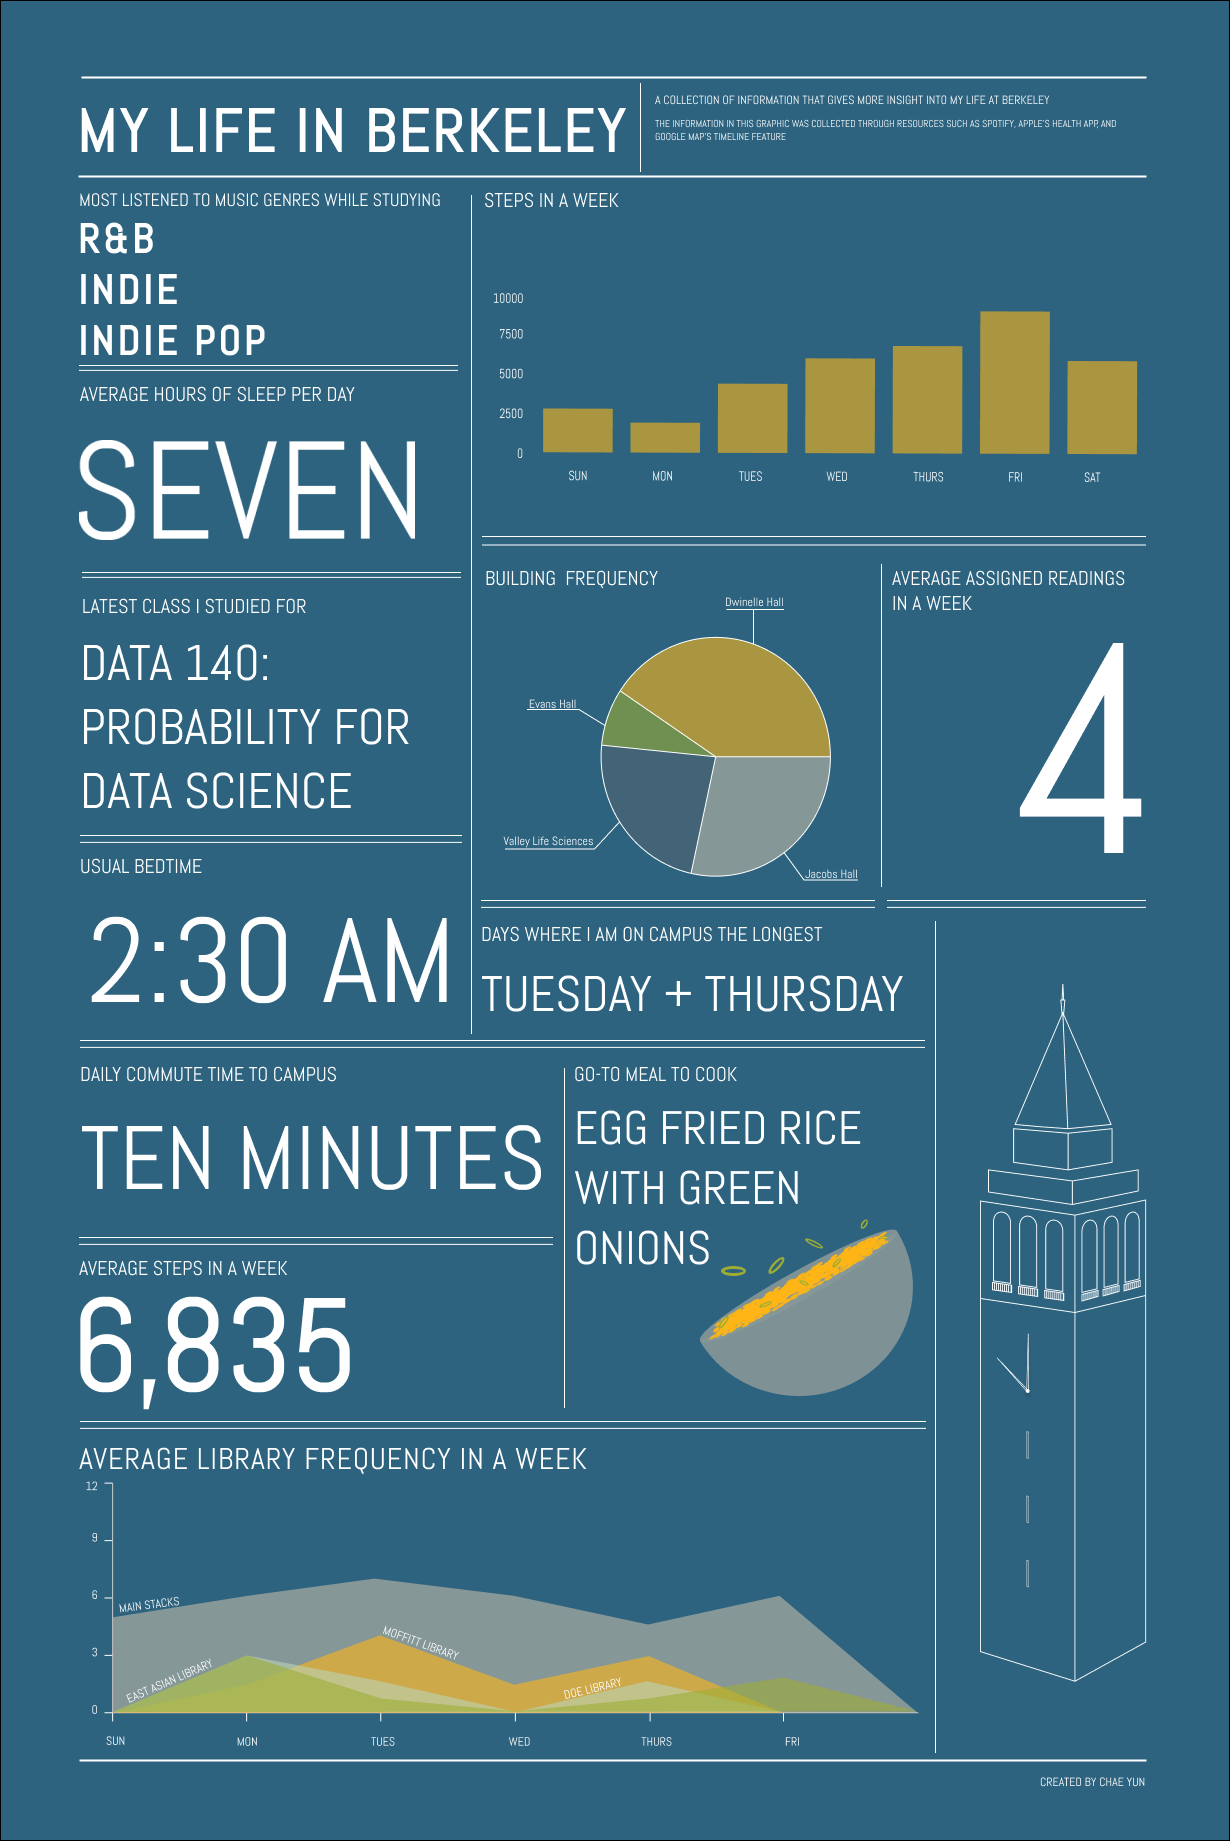 MY LIFE IN BERKELEY
A COLLECTION OF INFORMATION THAT GIVES MORE INSIGHT INTO MY LIFE AT BERKELEY
THE INFORMATION IN THIS GRAPHIC WAS COLLECTED THROUGH RESOURCES SUCH AS SPOTIFY, APPLE'S HEALTH APP, AND
GOOGLE MAP'S TIMELINE FEATURE
MOST LISTENED TO MUSIC GENRES WHILE STUDYING
R&B
INDIE
INDIE POP
AVERAGE HOURS OF SLEEP PER DAY
SEVEN
LATEST CLASS I STUDIED FOR
DATA 140:
PROBABILITY FOR
DATA SCIENCE
USUAL BEDTIME
2:30 AM
STEPS IN A WEEK
10000
7500
5000
2500
0
SUN MON TUES WED THURS FRI SAT
BUILDING FREQUENCY
Dwinelle Hall
Evans Hall
Valley Life Sciences
Jacobs Hall
AVERAGE ASSIGNED READINGS
IN A WEEK
4
DAYS WHERE I AM ON CAMPUS THE LONGEST
TUESDAY + THURSDAY
DAILY COMMUTE TIME TO CAMPUS
TEN MINUTES
GO-TO MEAL TO COOK
EGG FRIED RICE
WITH GREEN
ONIONS
AVERAGE STEPS IN A WEEK
6,835
AVERAGE LIBRARY FREQUENCY IN A WEEK
12
9
6
3
0
MAIN STACKS
MOFFITT LIBRARY
EAST ASIAN LIBRARY
DOE LIBRARY
SUN MON TUES WED THURS FRI
CREATED BY CHAE YUN